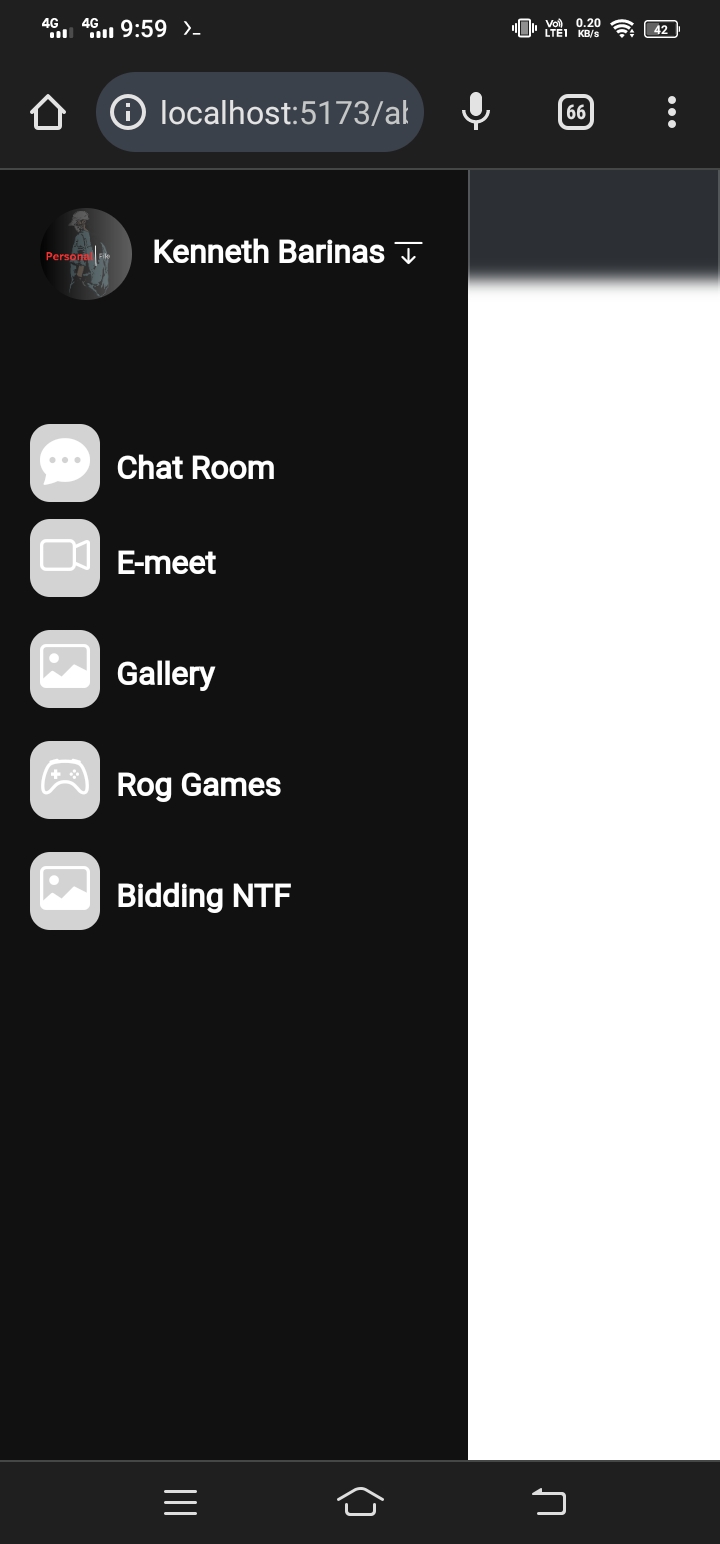 4G 4G 9:59 Vo) LTE1 0.20 KB/s 42
localhost:5173/ab 66
Personal File
Kenneth Barinas
Chat Room
E-meet
Gallery
Rog Games
Bidding NTF